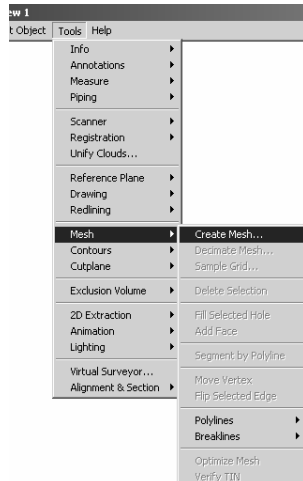 ew 1
t Object Tools Help
Info
Annotations
Measure
Piping
Scanner
Registration
Unify Clouds...
Reference Plane
Drawing
Redlining
Mesh
Contours
Cutplane
Exclusion Volume
2D Extraction
Animation
Lighting
Virtual Surveyor...
Alignment & Section
Create Mesh...
Decimate Mesh...
Sample Grid...
Delete Selection
Fill Selected Hole
Add Face
Segment by Polyline
Move Vertex
Flip Selected Edge
Polylines
Breaklines
Optimize Mesh
Verify TIN